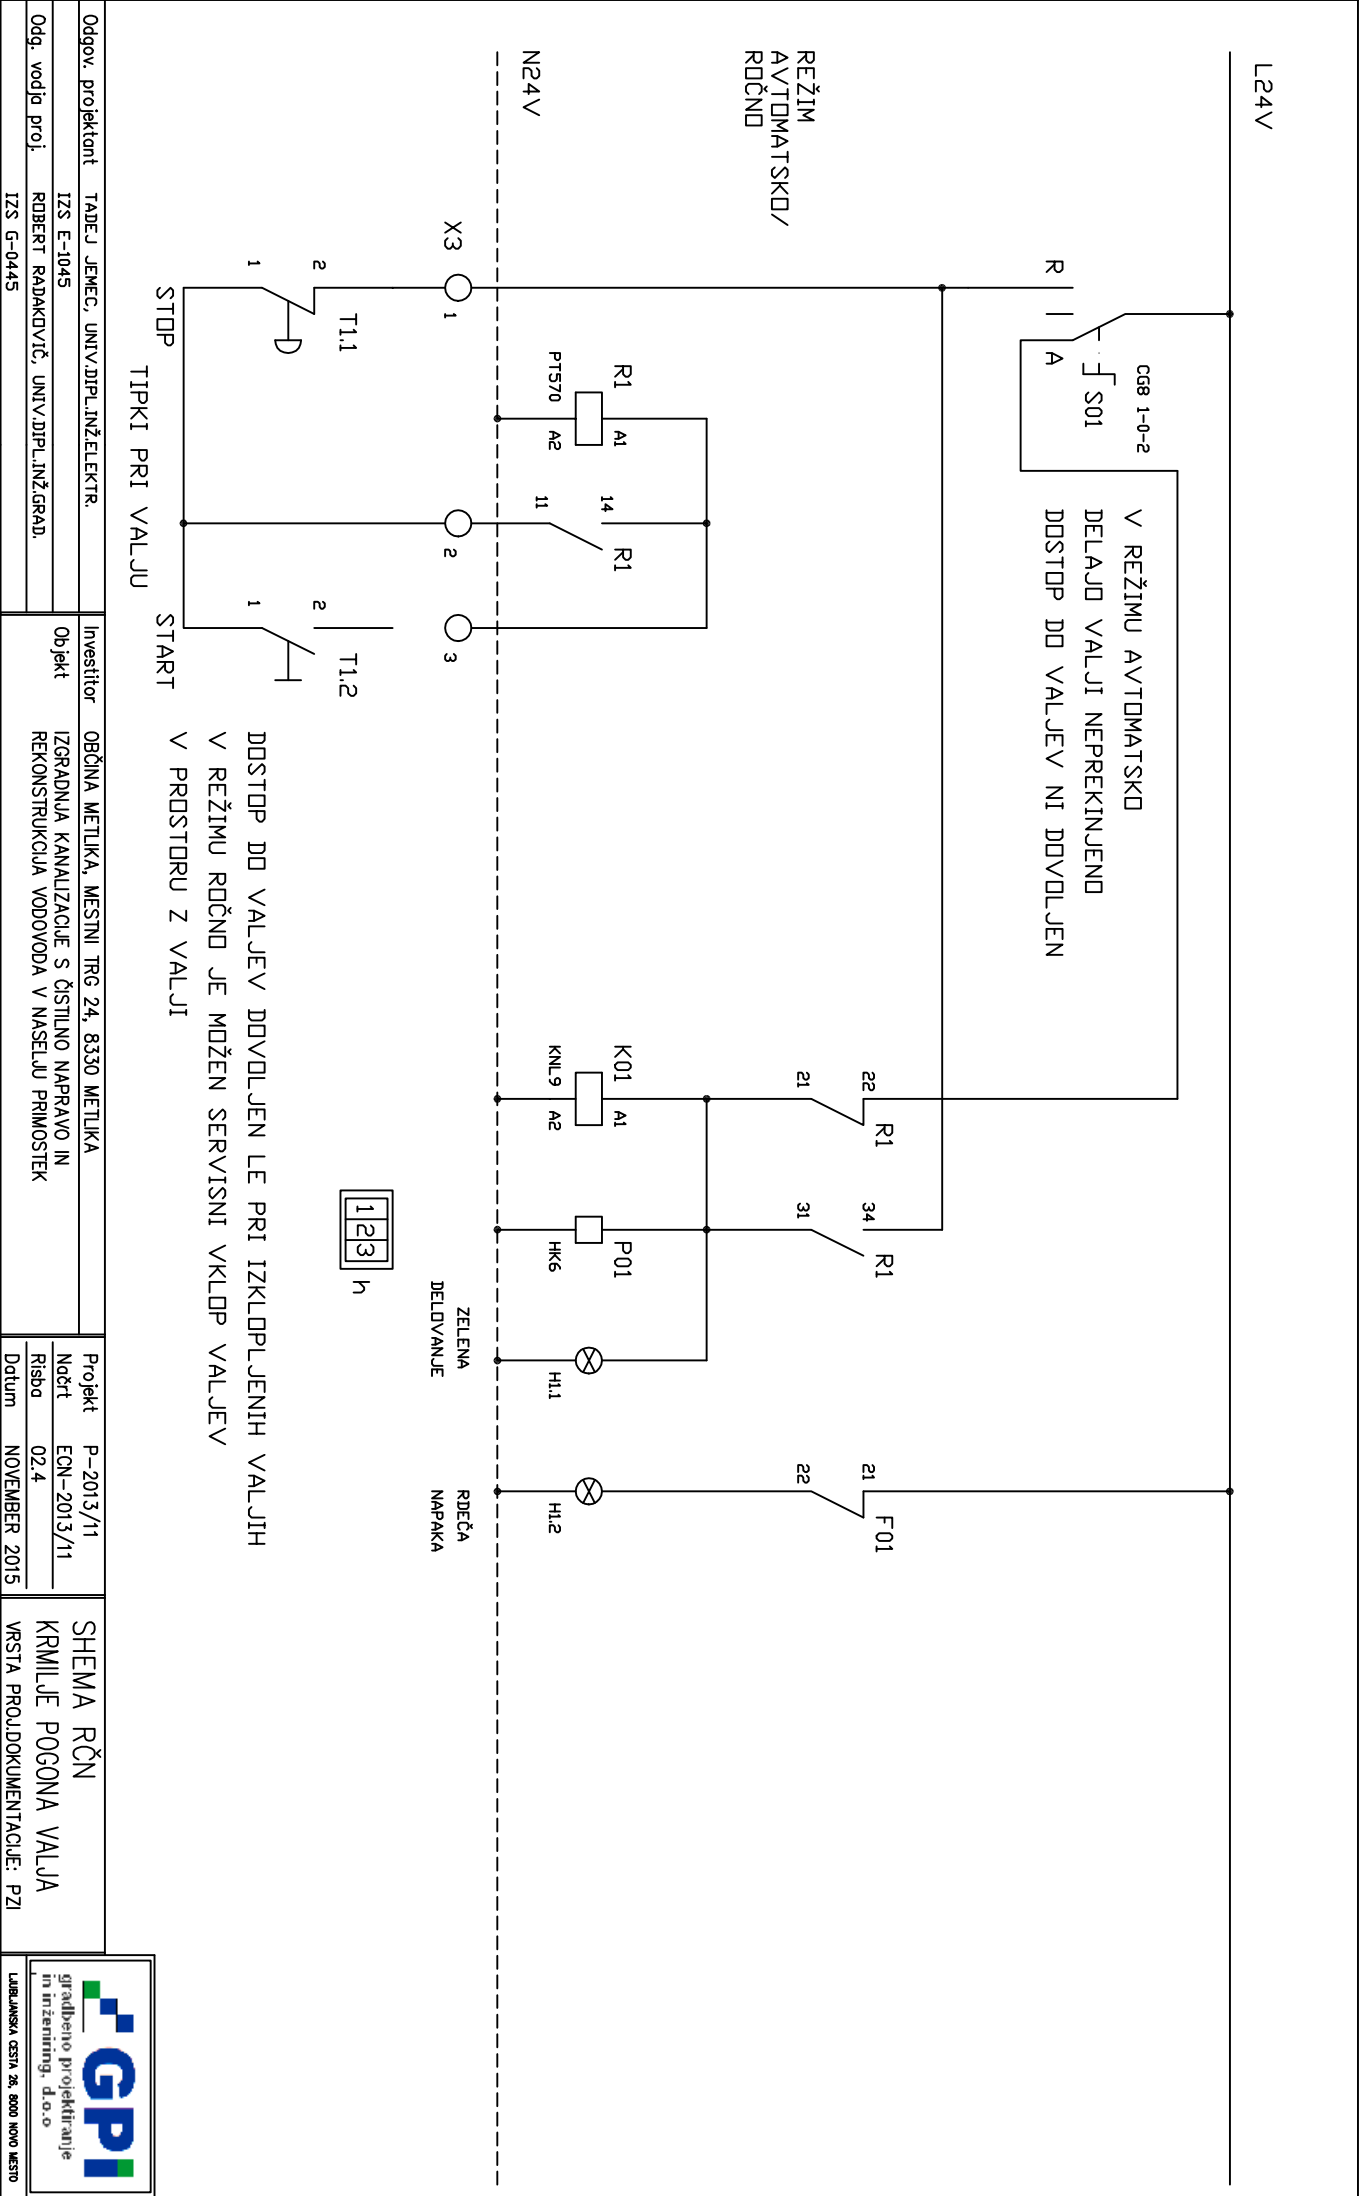 L24V
REŽIM
AVTOMATSKO/
ROČNO
R
A
S01
CG8 1-0-2
V REŽIMU AVTOMATSKO
DELAJO VALJI NEPREKINJENO
DOSTOP DO VALJEV NI DOVOLJEN
22
21
R1
34
31
R1
21
22
F01
R1
A1
PT570
A2
14
11
R1
K01
A1
KNL9
A2
P01
HK6
H1.1
H1.2
N24V
X3
1
2
3
ZELENA
DELOVANJE
RDEČA
NAPAKA
2
1
T1.1
2
1
T1.2
123
h
STOP
START
TIPKI PRI VALJU
DOSTOP DO VALJEV DOVOLJEN LE PRI IZKLOPLJENIH VALJIH
V REŽIMU ROČNO JE MOŽEN SERVISNI VKLOP VALJEV
V PROSTORU Z VALJI
Odgov. projektant TADEJ JEMEC, UNIV.DIPL.INŽ.ELEKTR.
IZS E-1045
Odg. vodja proj. ROBERT RADAKOVIČ, UNIV.DIPL.INŽ.GRAD.
IZS G-0445
Investitor OBČINA METLIKA, MESTNI TRG 24, 8330 METLIKA
Objekt IZGRADNJA KANALIZACIJE S ČISTILNO NAPRAVO IN
REKONSTRUKCIJA VODOVODA V NASELJU PRIMOSTEK
Projekt P-2013/11
Načrt ECN-2013/11
Risba 02.4
Datum NOVEMBER 2015
SHEMA RČN
KRMILJE POGONA VALJA
VRSTA PROJ.DOKUMENTACIJE: PZI
GPI
gradbeno projektiranje
in inženiring, d.o.o
LJUBLJANSKA CESTA 26, 8000 NOVO MESTO